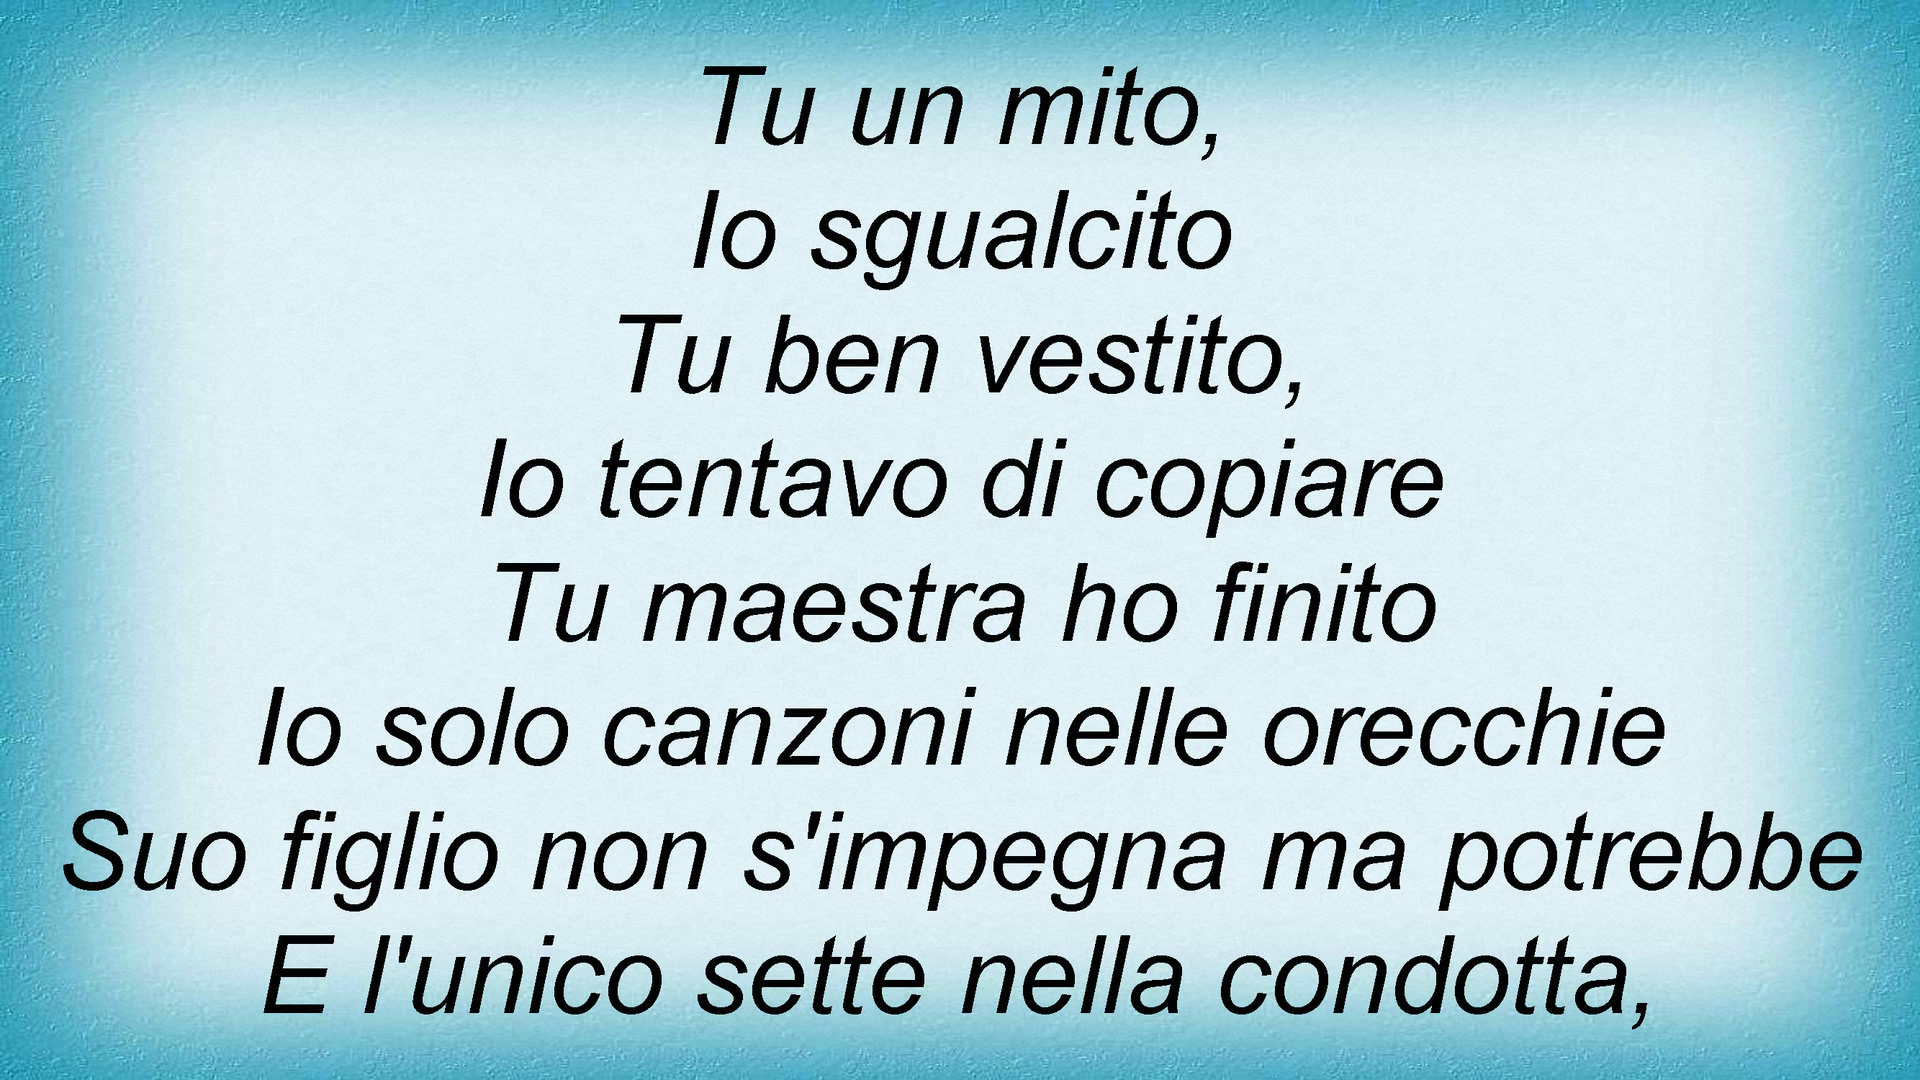 Tu un mito,
Io sgualcito
Tu ben vestito,
Io tentavo di copiare
Tu maestra ho finito
Io solo canzoni nelle orecchie
Suo figlio non s'impegna ma potrebbe
E l'unico sette nella condotta,